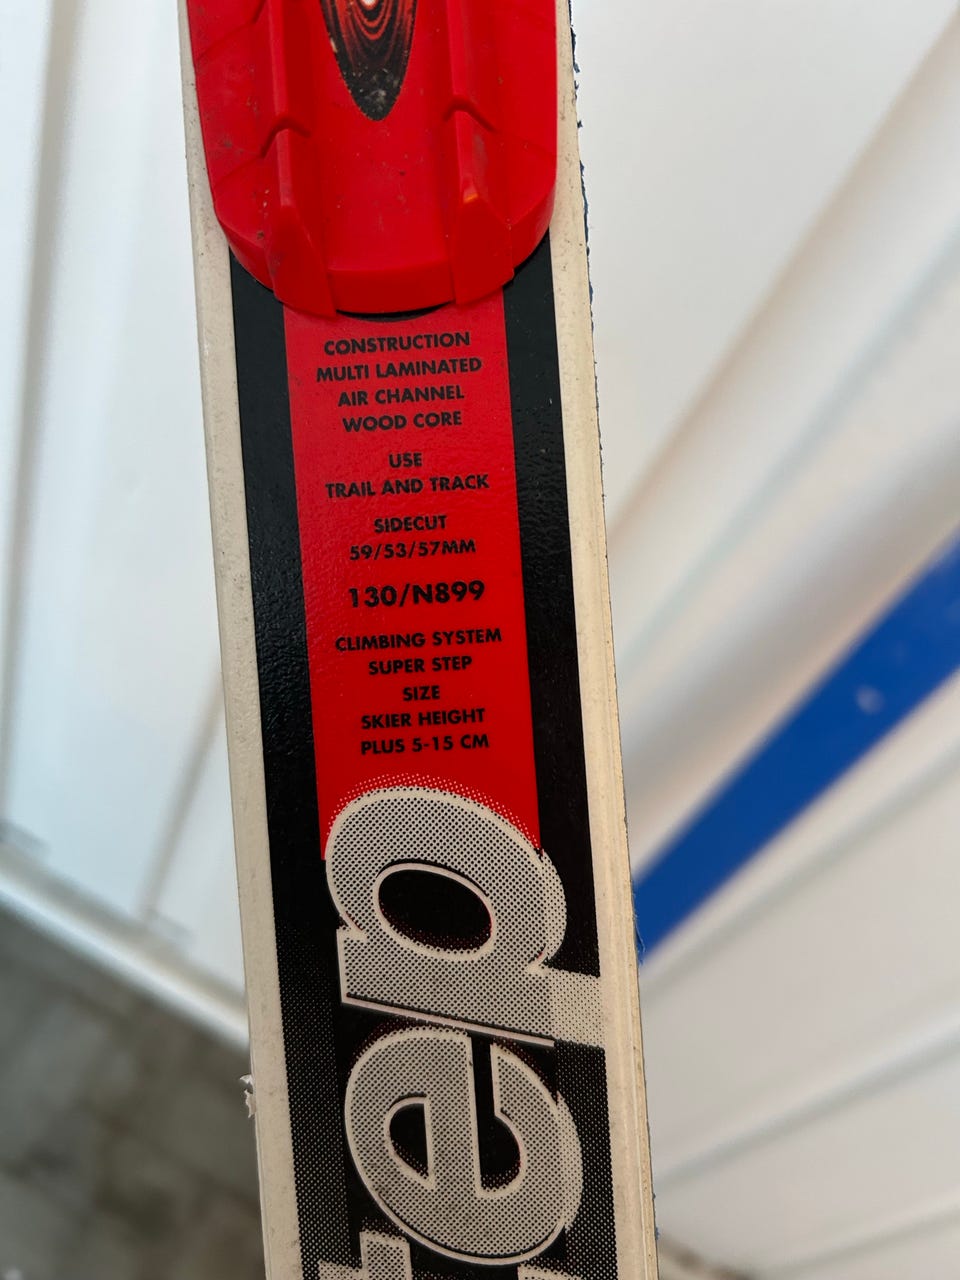 CONSTRUCTION
MULTI LAMINATED
AIR CHANNEL
WOOD CORE
USE
TRAIL AND TRACK
SIDECUT
59/53/57MM
130/N899
CLIMBING SYSTEM
SUPER STEP
SIZE
SKIER HEIGHT
PLUS 5-15 CM
tep